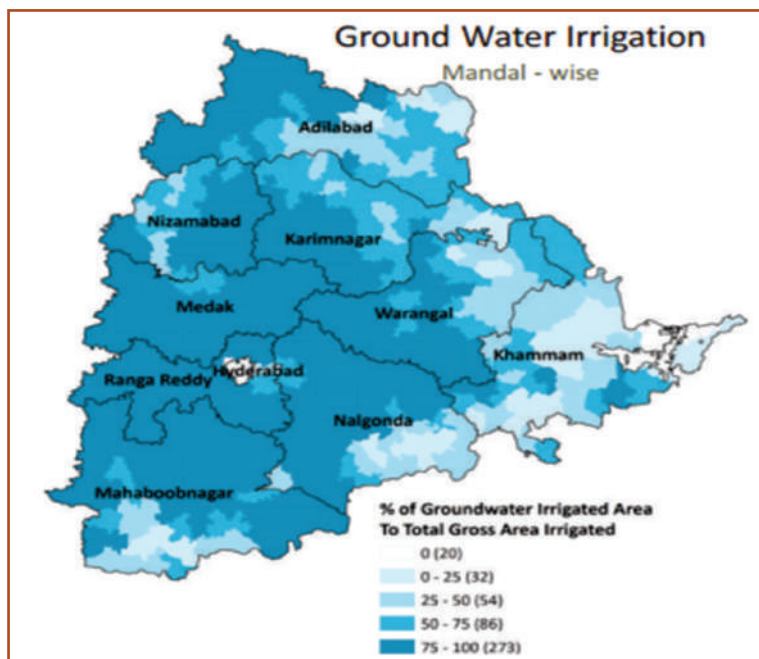 Ground Water Irrigation
Mandal - wise
Adilabad
Nizamabad
Karimnagar
Medak
Warangal
Khammam
Ranga Reddy
Hyderabad
Nalgonda
Mahaboobnagar
% of Groundwater Irrigated Area
To Total Gross Area Irrigated
0 (20)
0 - 25 (32)
25 - 50 (54)
50 - 75 (86)
75 - 100 (273)